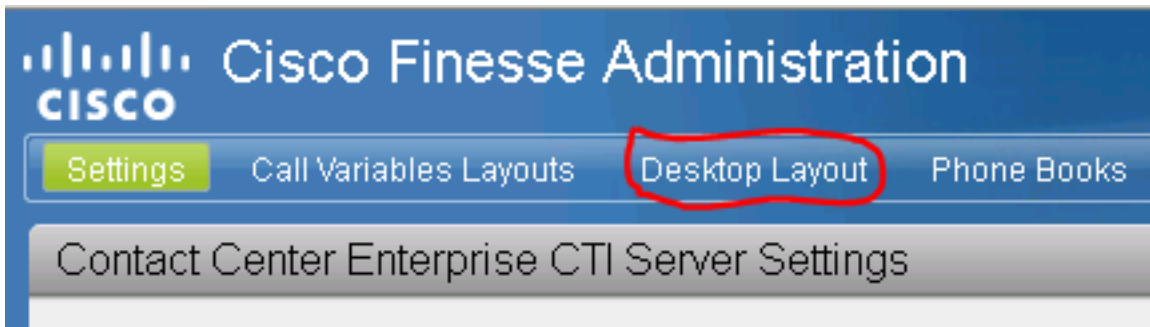 Cisco Finesse Administration
CISCO
Settings Call Variables Layouts Desktop Layout Phone Books
Contact Center Enterprise CTI Server Settings